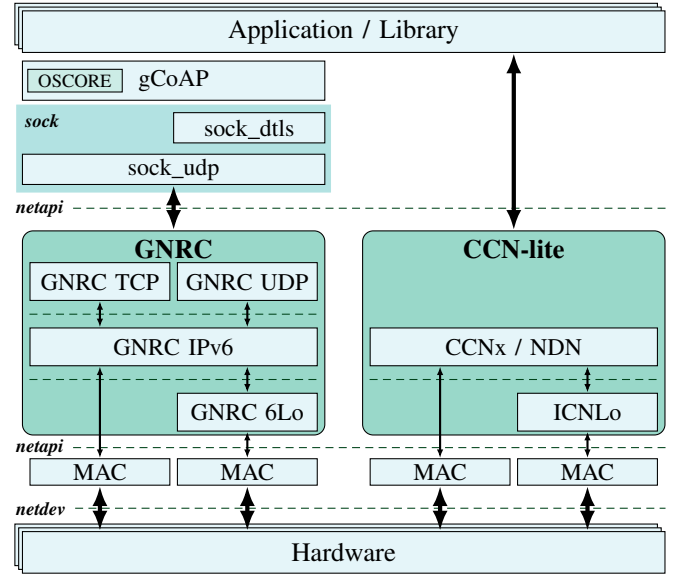 Application / Library
OSCORE gCoAP
sock
sock_dtls
sock_udp
netapi
GNRC
CCN-lite
GNRC TCP
GNRC UDP
GNRC IPv6
CCNx / NDN
GNRC 6Lo
ICNLo
netapi
MAC
MAC
MAC
MAC
netdev
Hardware